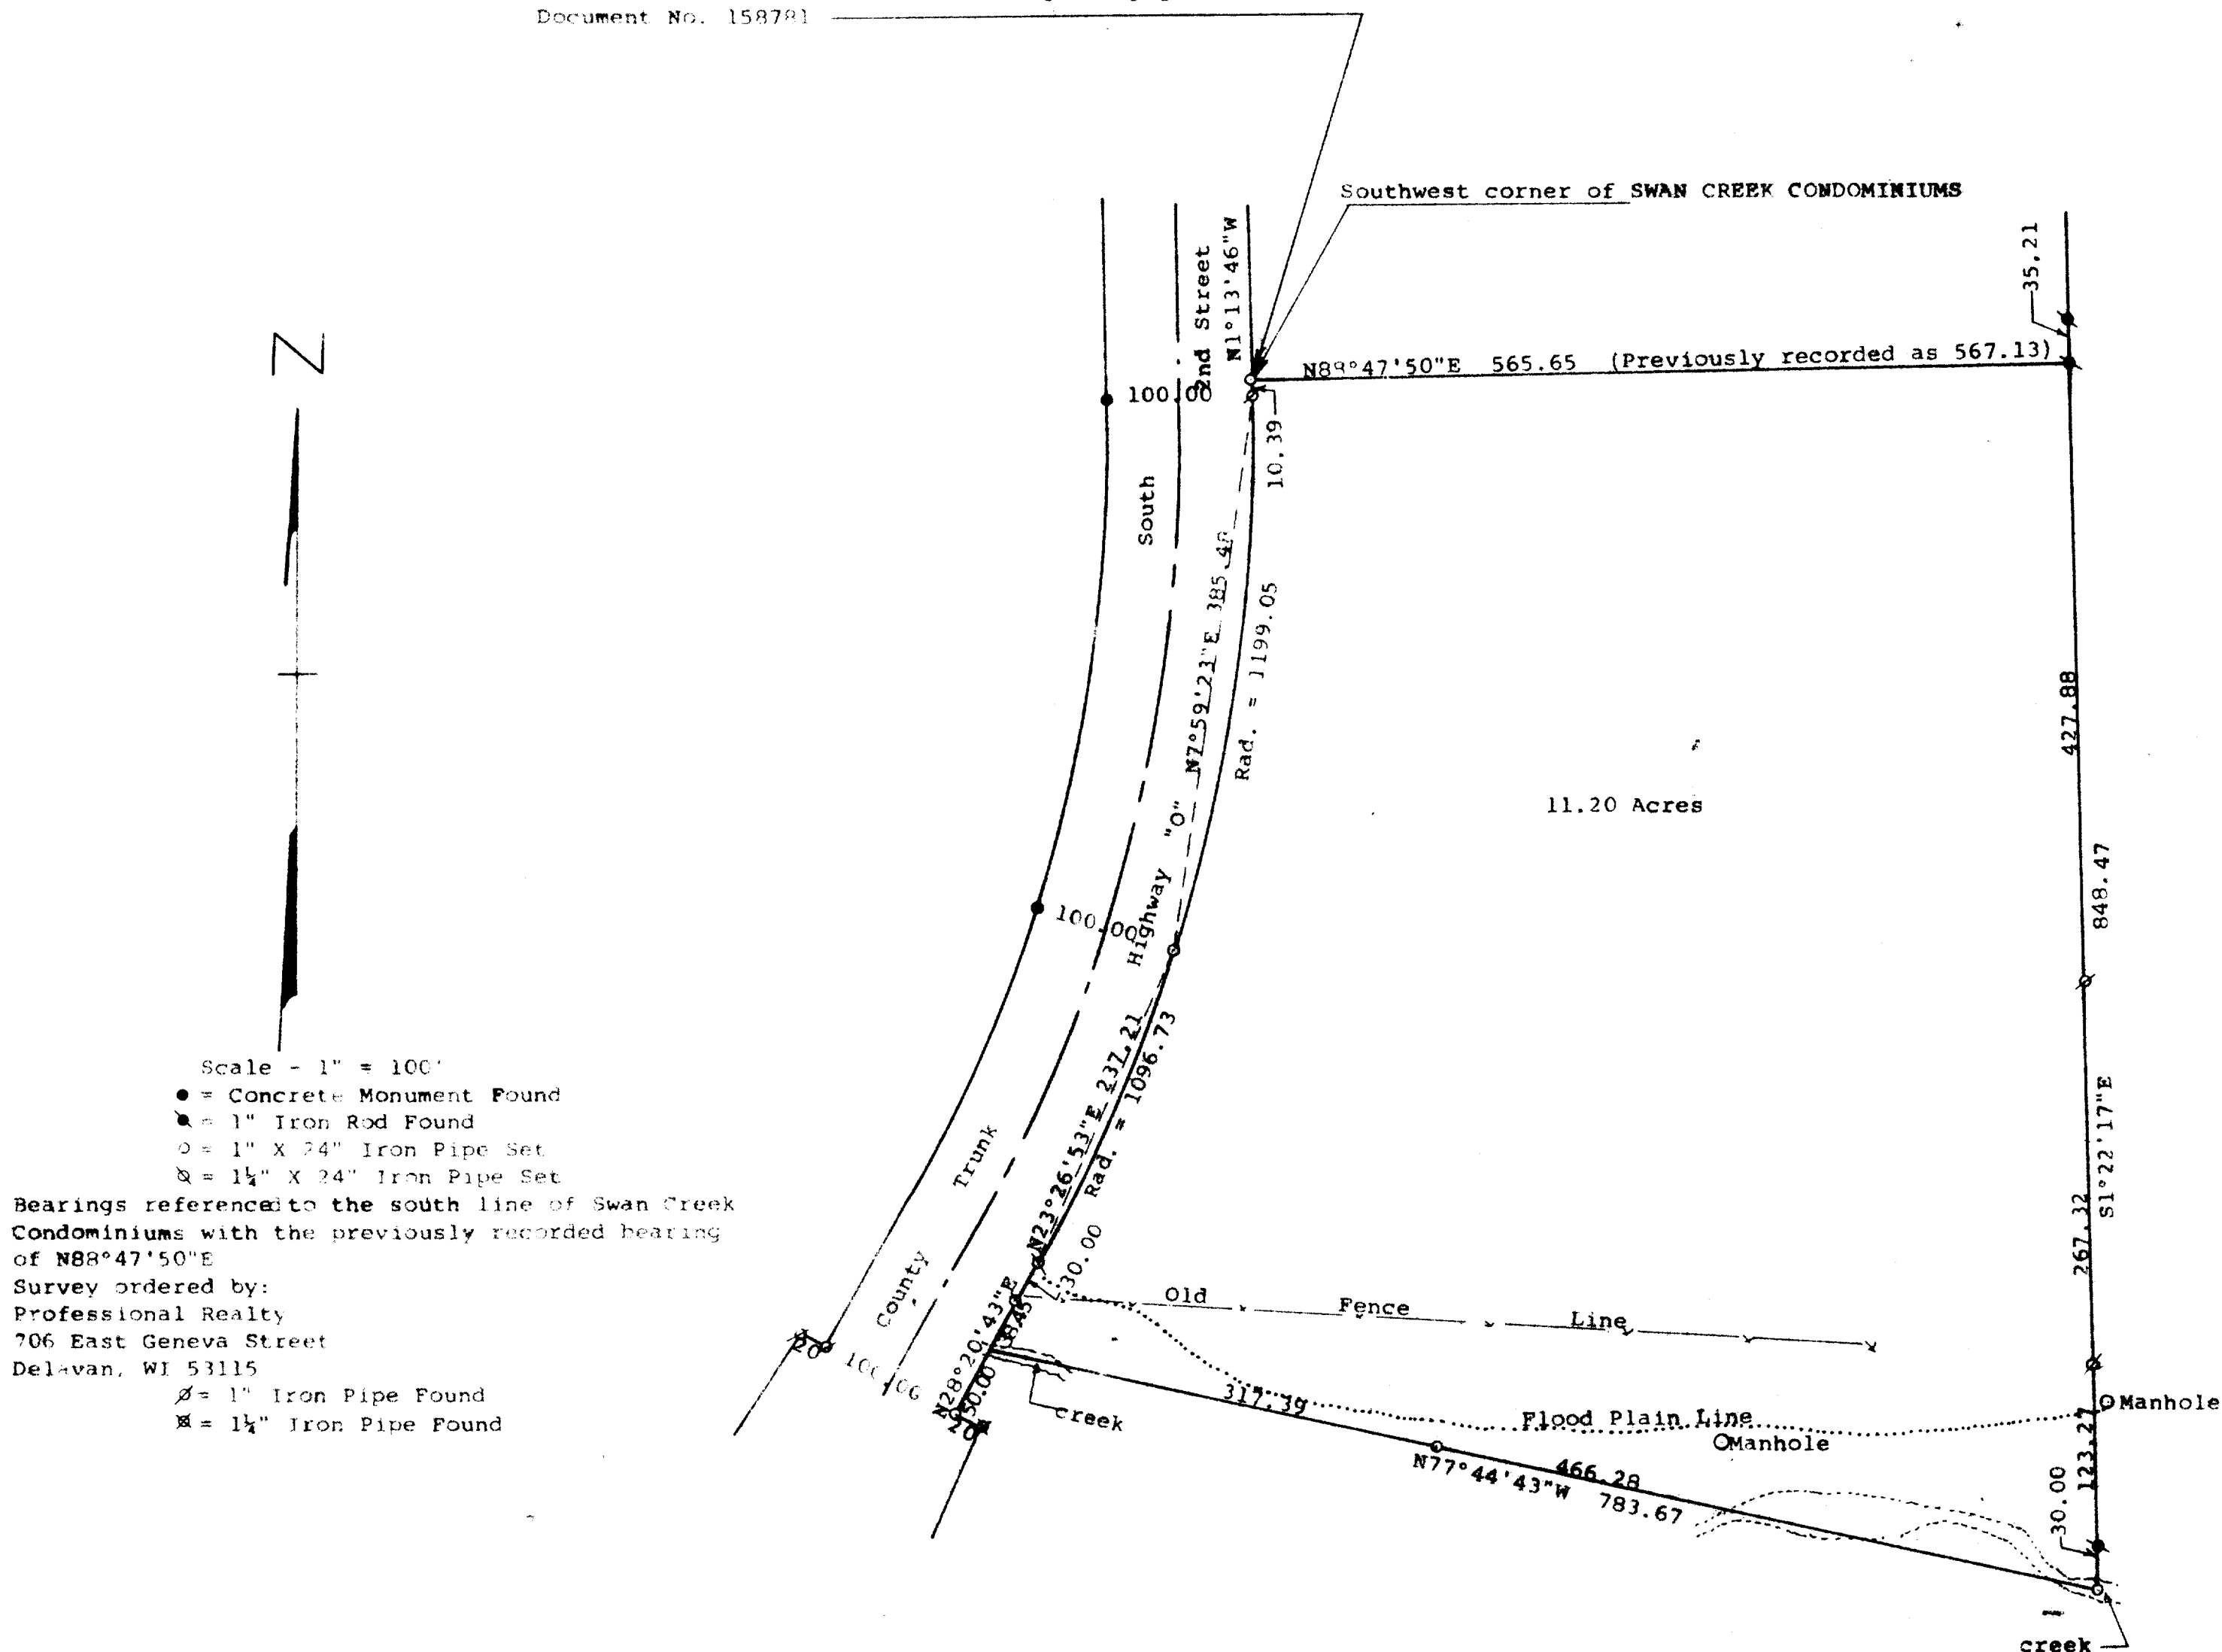 Document No. 158781
Southwest corner of SWAN CREEK CONDOMINIUMS
35.21
2nd Street
N1°13'46"W
N
N88°47'50"E 565.65 (Previously recorded as 567.13)
100.00
10.39
South
N7°59'23"E 385.48
Rad. = 1199.05
427.88
11.20 Acres
"O"
848.47
Highway
100.00
N23°26'53"E 237.21
Rad. = 1096.73
Scale - 1" = 100'
= Concrete Monument Found
= 1" Iron Rod Found
= 1" X 24" Iron Pipe Set
= 1¼" X 24" Iron Pipe Set
Bearings referenced to the south line of Swan Creek
Condominiums with the previously recorded bearing
of N88°47'50"E
Survey ordered by:
Professional Realty
706 East Geneva Street
Delavan, WI 53115
= 1" Iron Pipe Found
= 1¼" Iron Pipe Found
Trunk
S1°22'17"E
267.32
County
30.00
Old Fence Line
N28°20'43"E
38.45
20
50.00
20
creek
317.39
Flood Plain Line
Manhole
Manhole
123.27
466.28
N77°44'43"W 783.67
30.00
creek